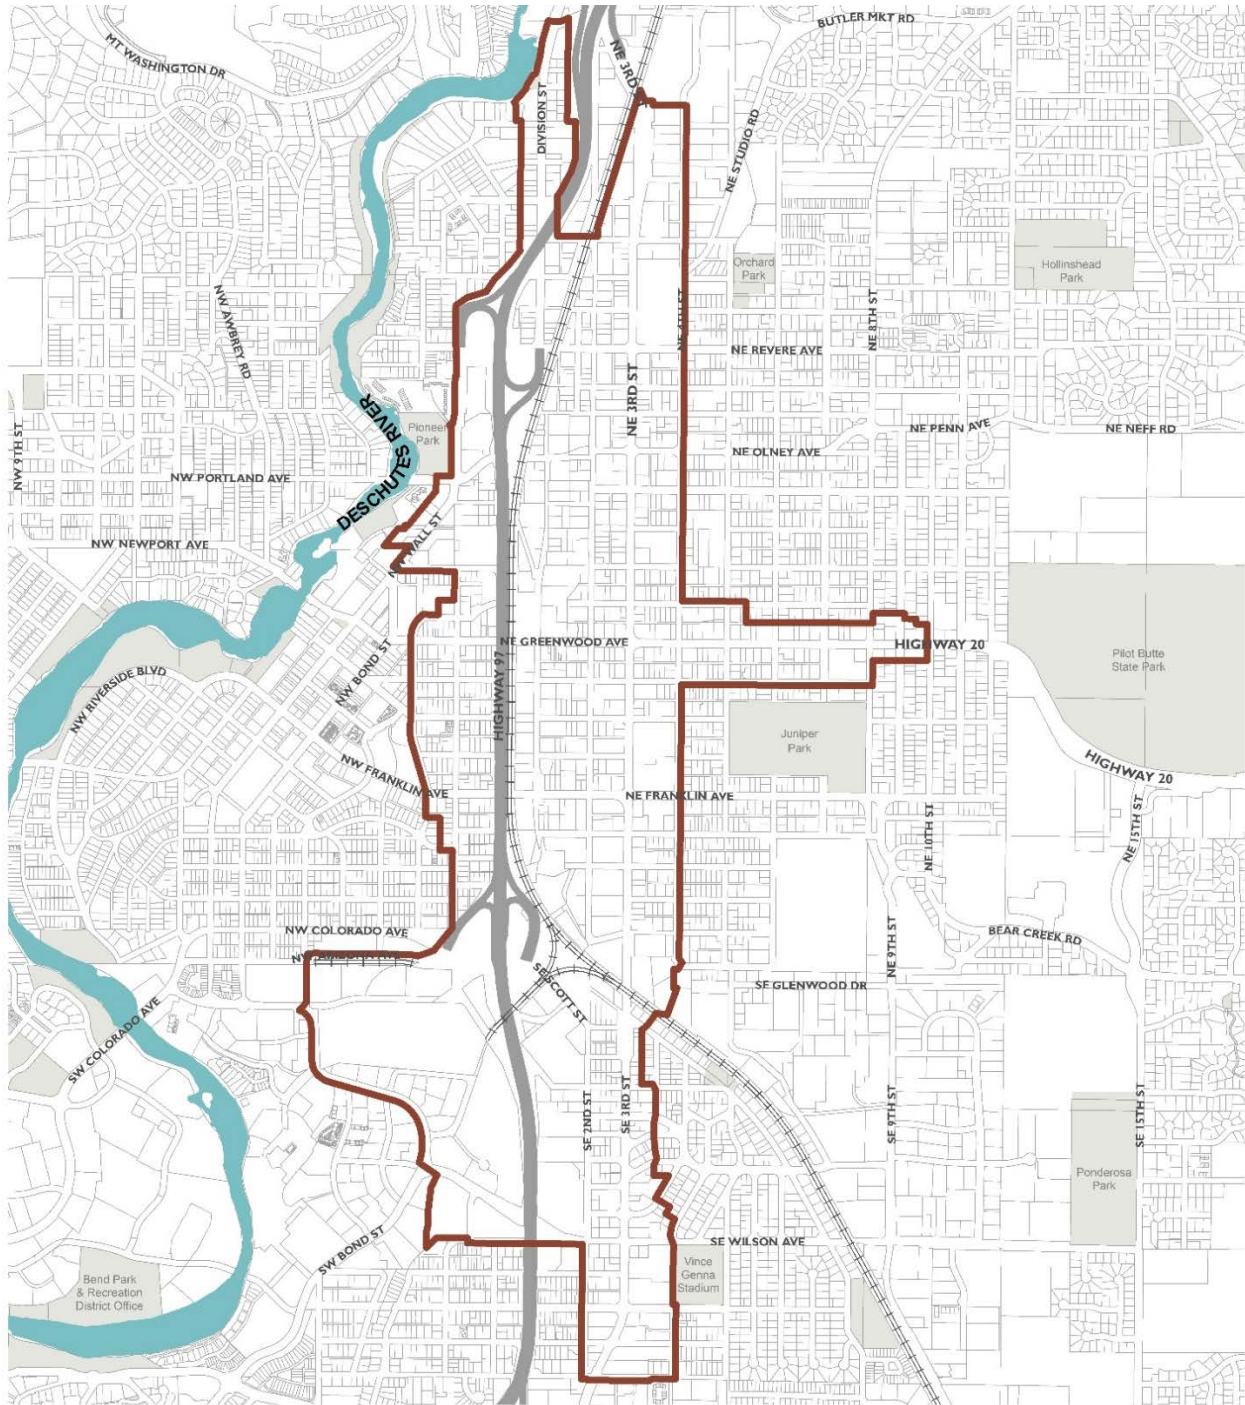 BUTLER MKT RD
MT WASHINGTON DR
NE 3RD
DIVISION ST
NE STUDIO RD
Orchard
Park
Hollinshead
Park
NW AWBREY RD
NE 8TH ST
NE REVERE AVE
NE 3RD ST
DESCHUTES RIVER
Pioneer
Park
NW 9TH ST
NE PENN AVE
NE NEFF RD
NE OLNEY AVE
NW PORTLAND AVE
NW WALL ST
NW NEWPORT AVE
NE GREENWOOD AVE
HIGHWAY 20
Pilot Butte
State Park
NW BOND ST
NW RIVERSIDE BLVD
HIGHWAY 97
Juniper
Park
NW FRANKLIN AVE
NE FRANKLIN AVE
HIGHWAY 20
NE 10TH ST
NE 15TH ST
NW COLORADO AVE
NE 9TH ST
BEAR CREEK RD
SE SCOTT ST
SE GLENWOOD DR
SW COLORADO AVE
SE 2ND ST
SE 3RD ST
SE 9TH ST
SE 15TH ST
Ponderosa
Park
SW BOND ST
SE WILSON AVE
Vince
Genna
Stadium
Bend Park
& Recreation
District Office